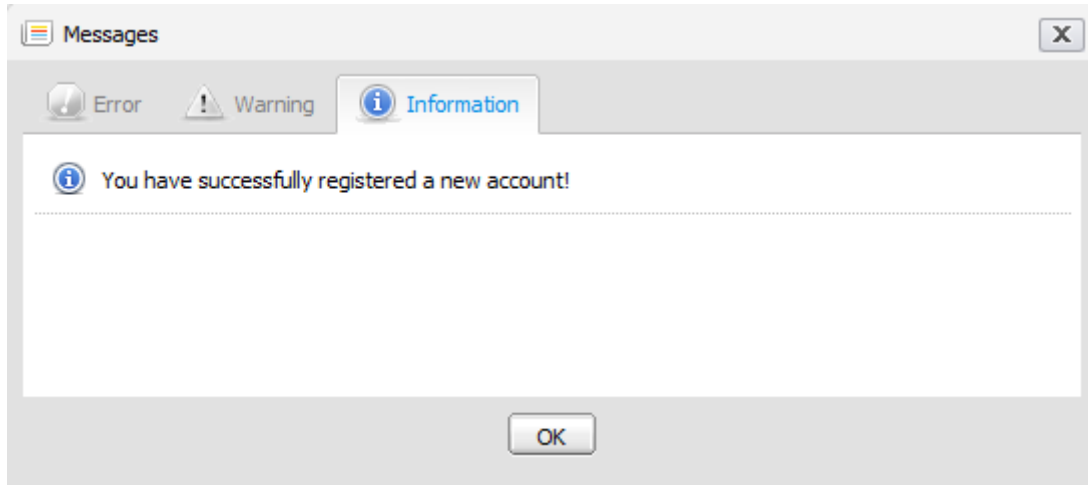 Messages
Error Warning Information
You have successfully registered a new account!
OK